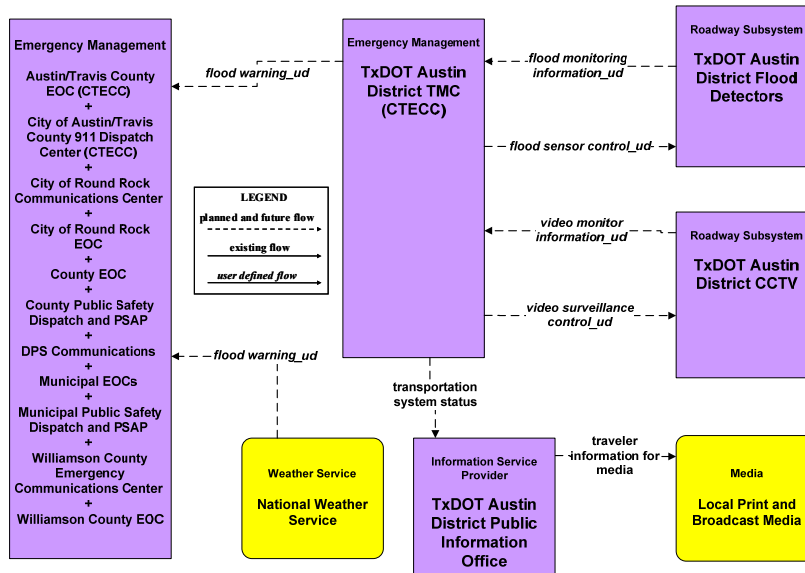 Emergency Management
Austin/Travis County
EOC (CTECC)
+
City of Austin/Travis
County 911 Dispatch
Center (CTECC)
+
City of Round Rock
Communications Center
+
City of Round Rock
EOC
+
County EOC
+
County Public Safety
Dispatch and PSAP
+
DPS Communications
+
Municipal EOCs
+
Municipal Public Safety
Dispatch and PSAP
+
Williamson County
Emergency
Communications Center
+
Williamson County EOC
flood warning_ud
Emergency Management
TxDOT Austin
District TMC
(CTECC)
flood monitoring
information_ud
Roadway Subsystem
TxDOT Austin
District Flood
Detectors
flood sensor control_ud
LEGEND
planned and future flow
existing flow
user defined flow
video monitor
information_ud
Roadway Subsystem
TxDOT Austin
District CCTV
video surveillance
control_ud
flood warning_ud
transportation
system status
Weather Service
National Weather
Service
Information Service
Provider
TxDOT Austin
District Public
Information
Office
traveler
information for
media
Media
Local Print and
Broadcast Media